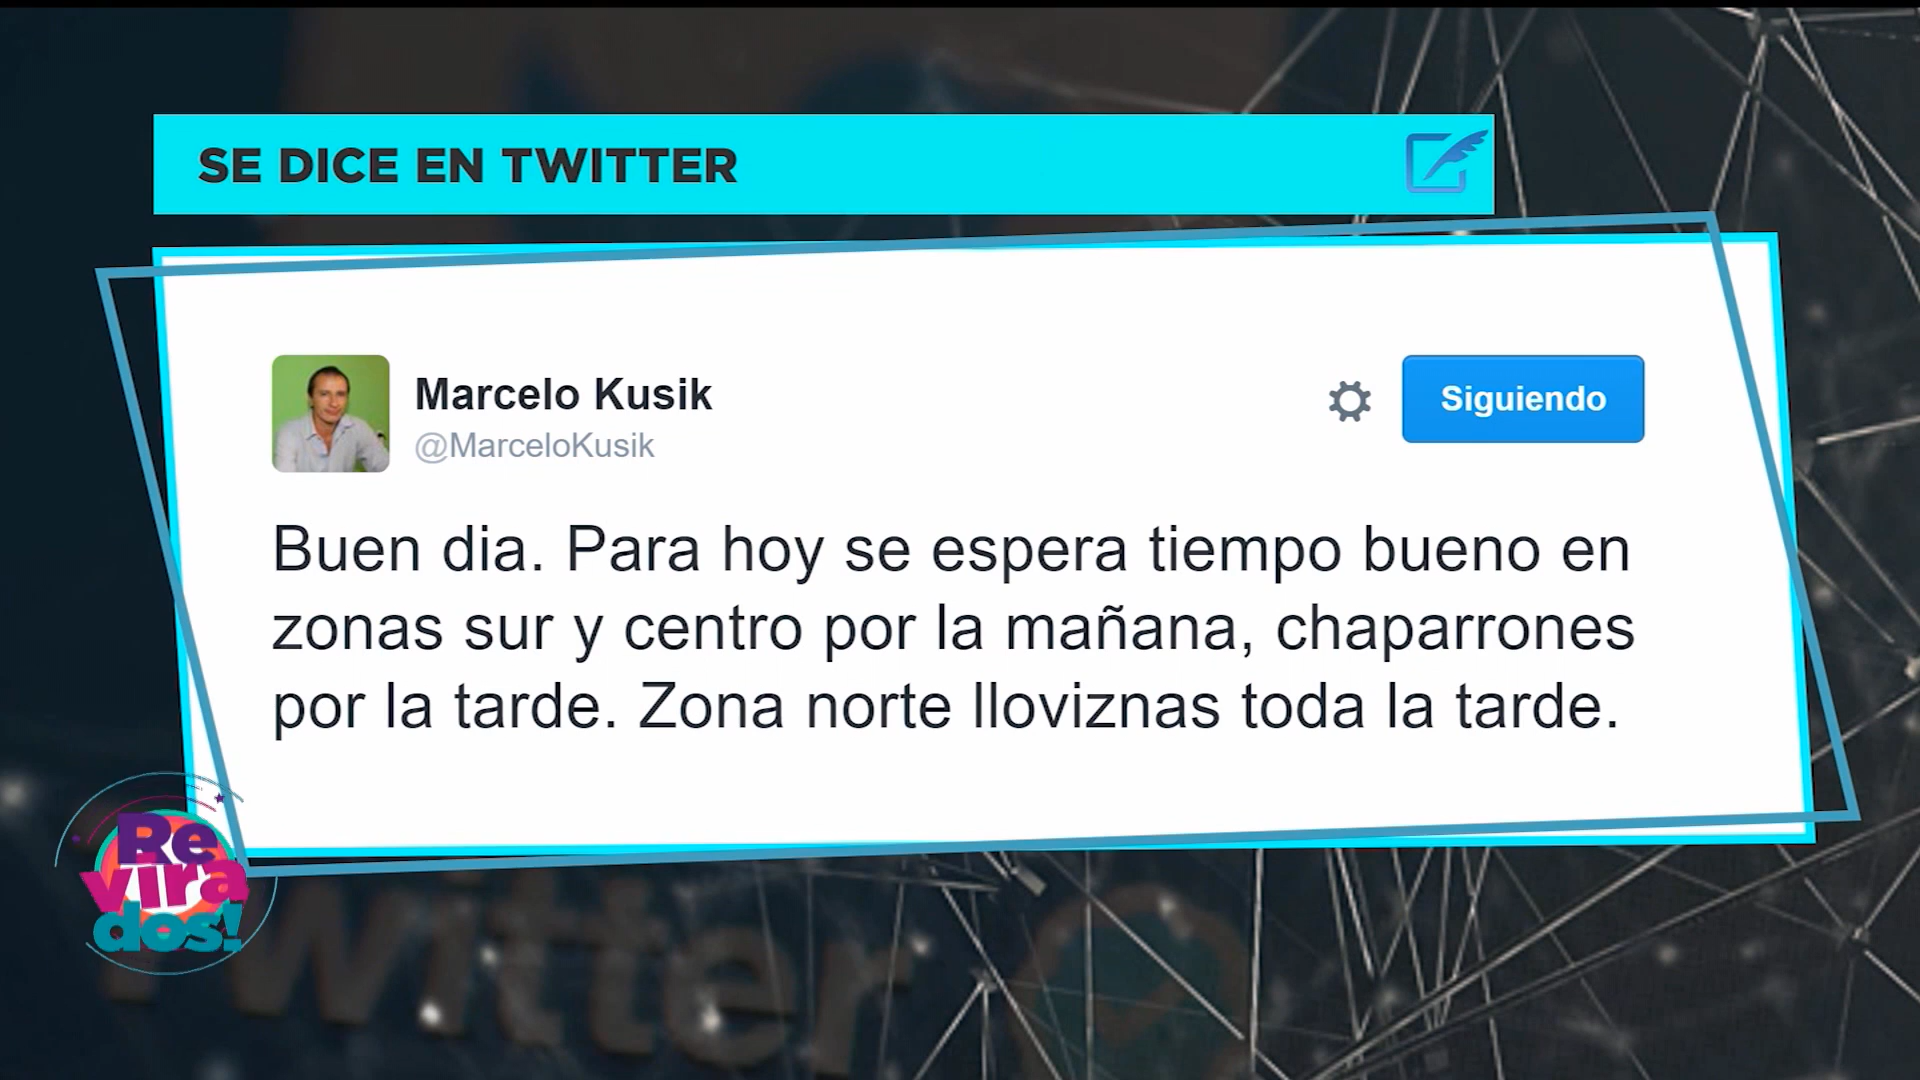 SE DICE EN TWITTER
Marcelo Kusik
@MarceloKusik
Siguiendo
Buen dia. Para hoy se espera tiempo bueno en
zonas sur y centro por la mañana, chaparrones
por la tarde. Zona norte lloviznas toda la tarde.
Re
vira
dos!
Twitter